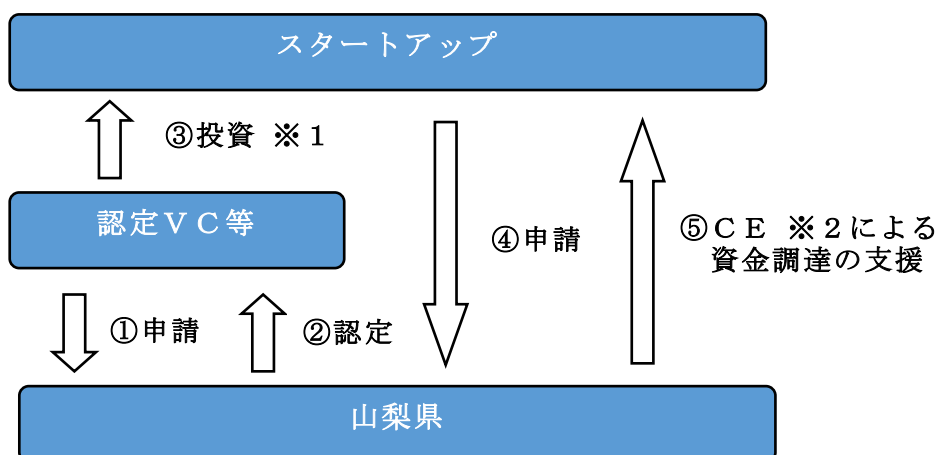 スタートアップ
③投資 ※１
認定ＶＣ等
④申請
⑤ＣＥ ※２による
資金調達の支援
①申請
②認定
山梨県